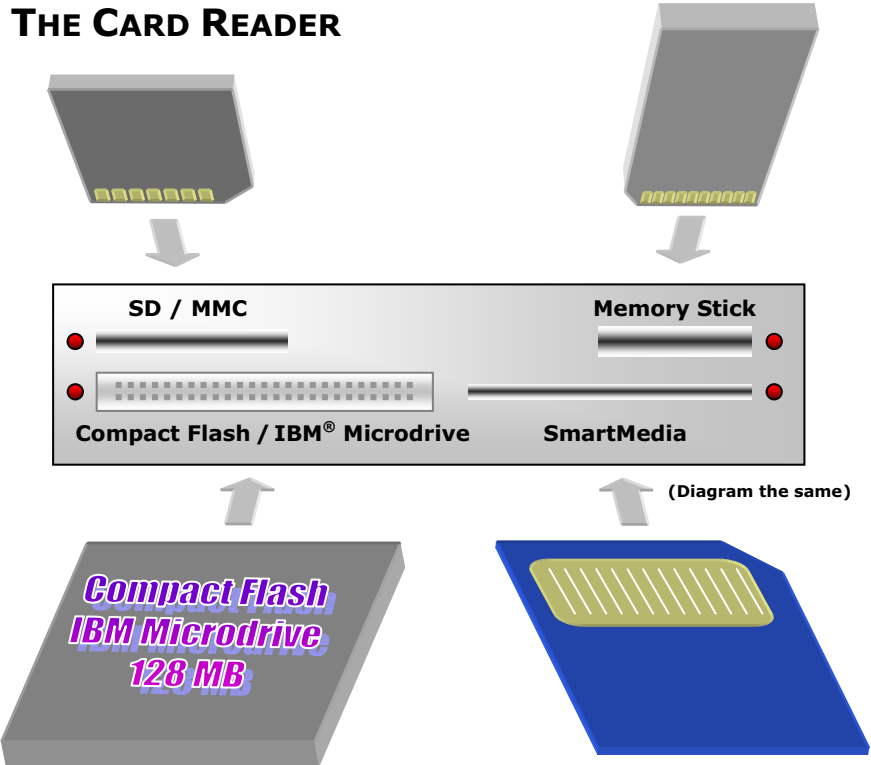 THE CARD READER
SD / MMC
Memory Stick
Compact Flash / IBM® Microdrive
SmartMedia
(Diagram the same)
Compact Flash
IBM Microdrive
128 MB